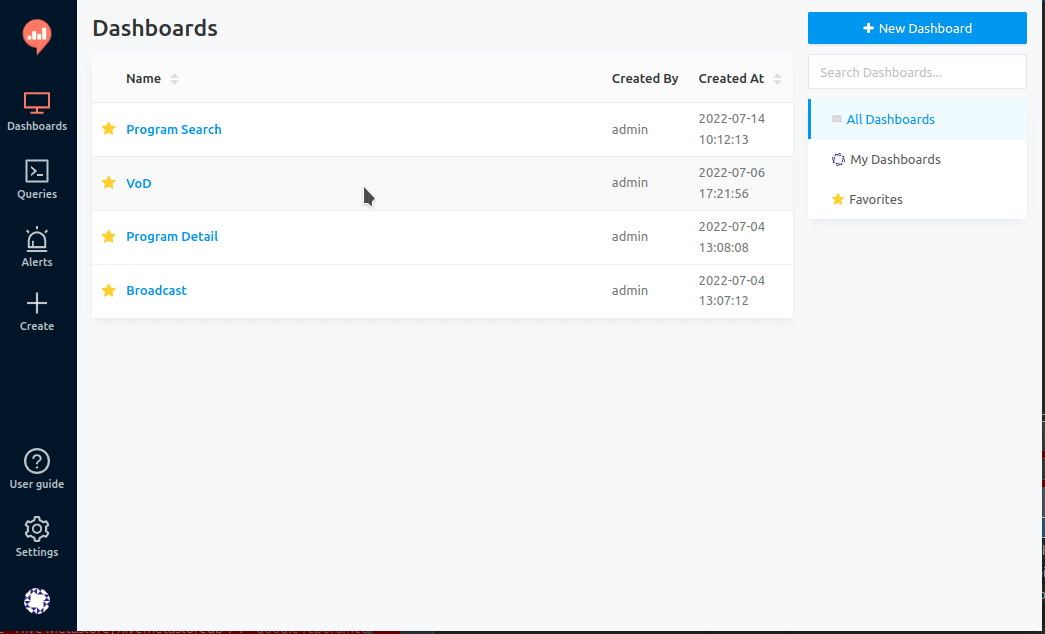 Dashboards
+ New Dashboard
Search Dashboards...
Name
Created By
Created At
Program Search
admin
2022-07-14
10:12:13
VoD
admin
2022-07-06
17:21:56
Program Detail
admin
2022-07-04
13:08:08
Broadcast
admin
2022-07-04
13:07:12
All Dashboards
My Dashboards
Favorites
Dashboards
Queries
Alerts
Create
User guide
Settings